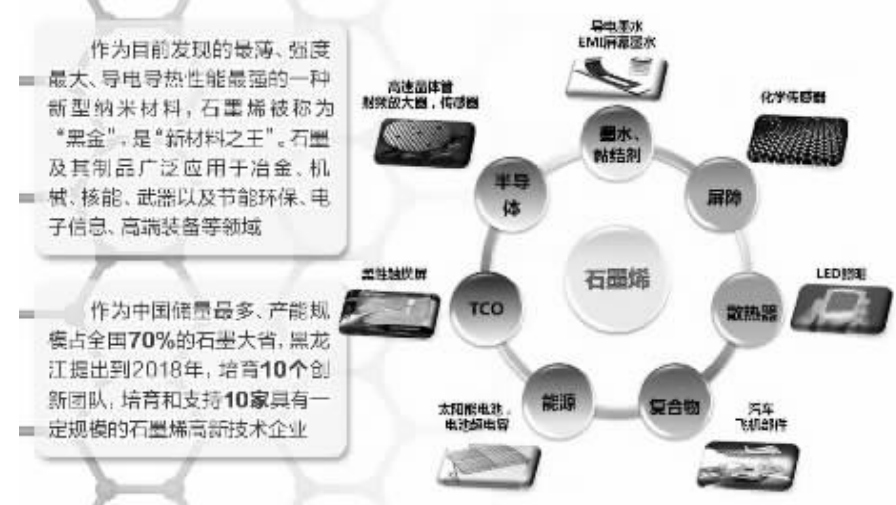 作为目前发现的最薄、强度
最大、导电导热性能最强的一种
新型纳米材料，石墨烯被称为
“黑金”，是“新材料之王”。石墨
及其制品广泛应用于冶金、机
械、核能、武器以及节能环保、电
子信息、高端装备等领域
作为中国储量最多、产能规
模占全国70%的石墨大省，黑龙
江提出到2018年，培育10个创
新团队，培育和支持10家具有一
定规模的石墨烯高新技术企业
导电墨水
EMI屏幕墨水
高速晶体管
射频放大器，传感器
化学传感器
墨水、
黏结剂
半导
体
屏障
柔性触摸屏
石墨烯
LED照明
TCO
散热器
太阳能电池，
电池超电容
能源
复合物
汽车
飞机部件